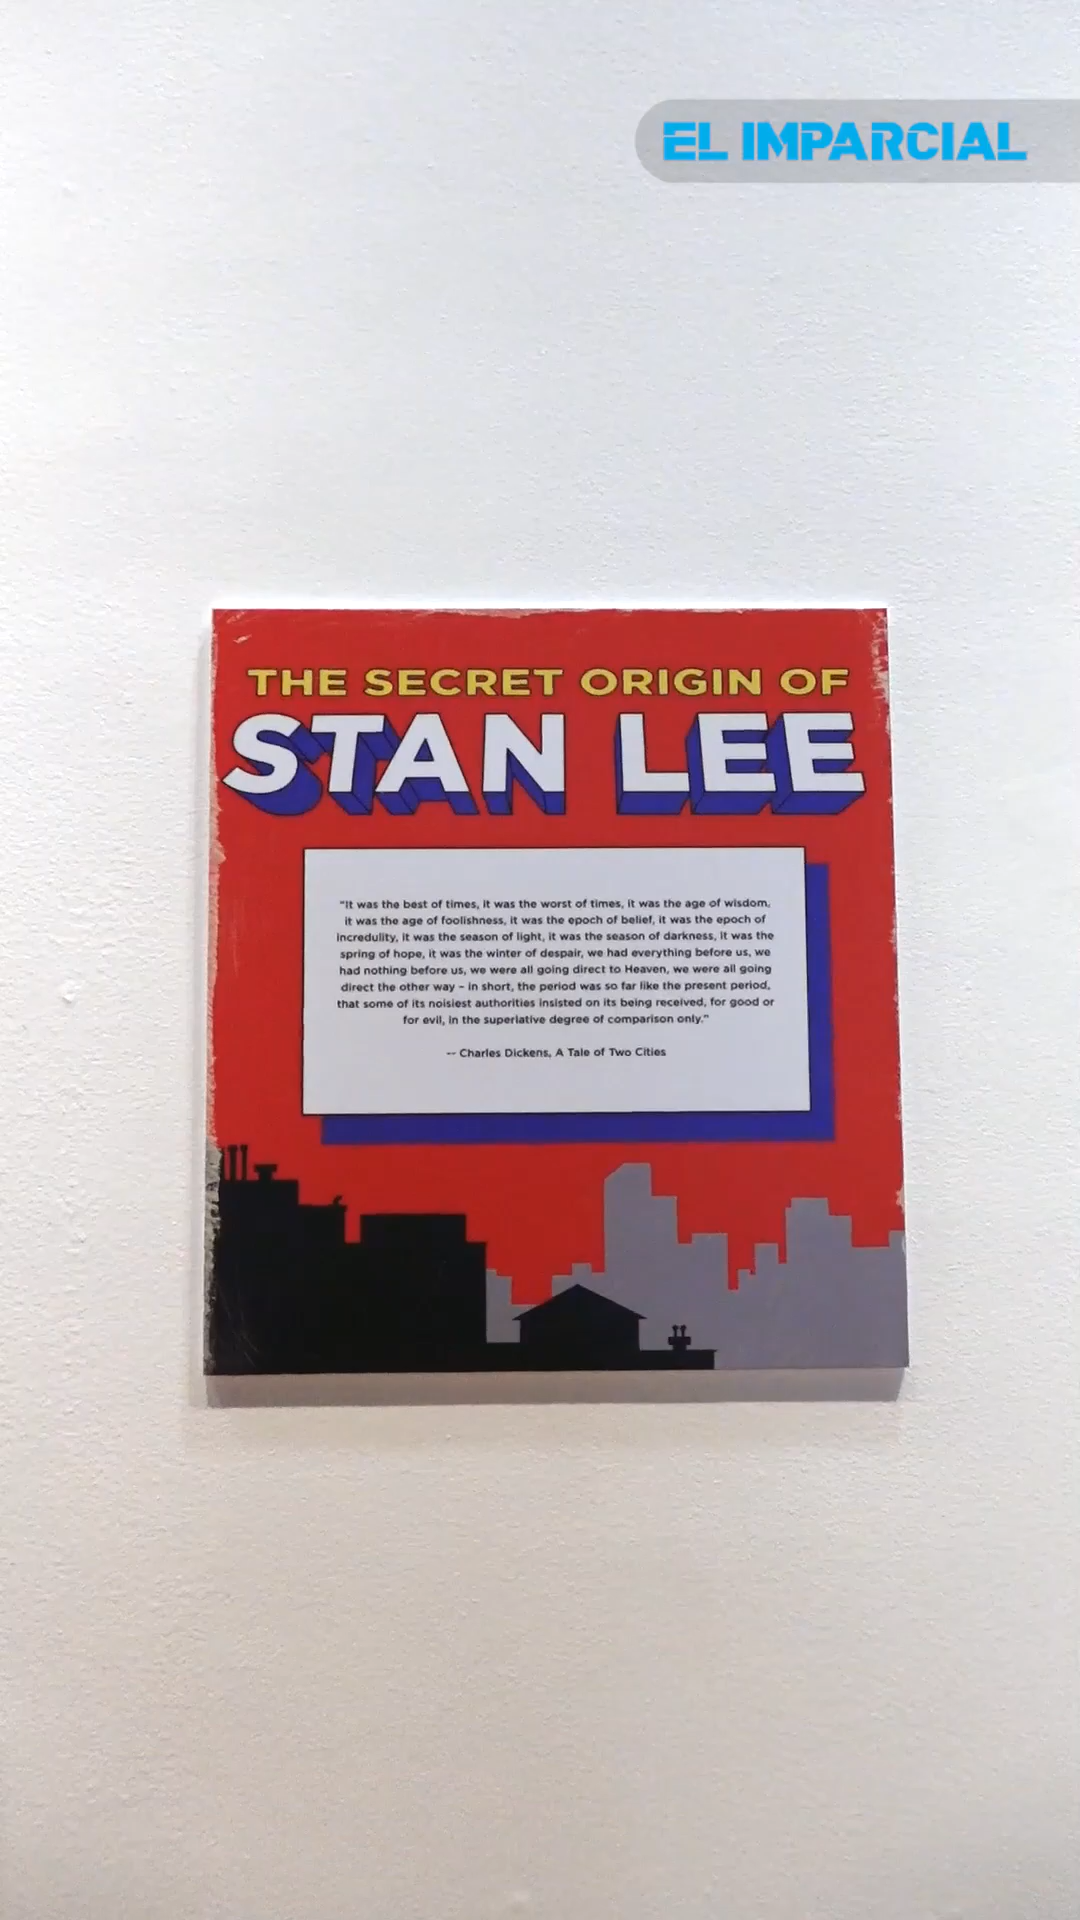 EL IMPARCIAL
THE SECRET ORIGIN OF
STAN LEE
"It was the best of times, it was the worst of times, it was the age of wisdom,
it was the age of foolishness, it was the epoch of belief, it was the epoch of
incredulity, it was the season of light, it was the season of darkness, it was the
spring of hope, it was the winter of despair, we had everything before us, we
had nothing before us, we were all going direct to Heaven, we were all going
direct the other way – in short, the period was so far like the present period,
that some of its noisiest authorities insisted on its being received, for good or
for evil, in the superlative degree of comparison only."
-- Charles Dickens, A Tale of Two Cities